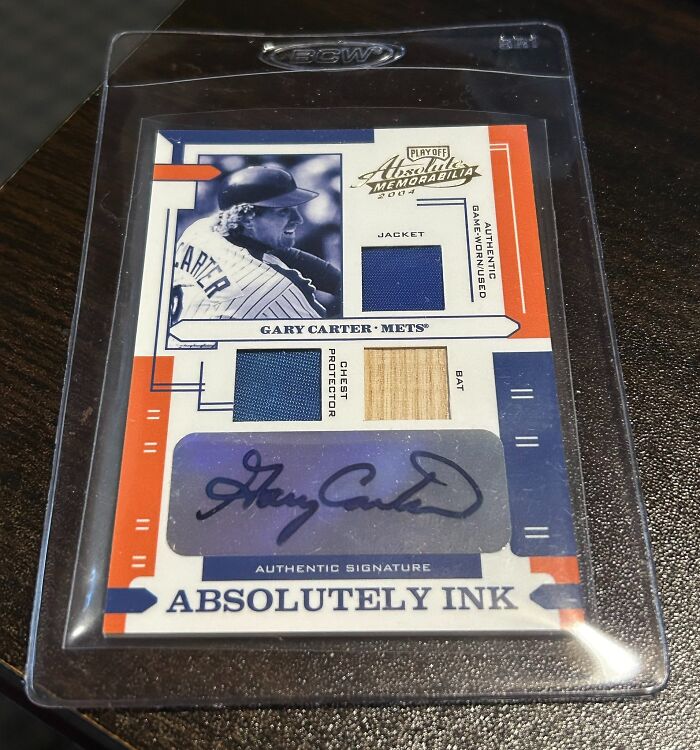 BCW
PLAYOFF
Absolute
MEMORABILIA
2004
CARTER
JACKET
AUTHENTIC
GAME-WORN/USED
GARY CARTER · METS®
CHEST
PROTECTOR
BAT
Gary Carter
AUTHENTIC SIGNATURE
ABSOLUTELY INK